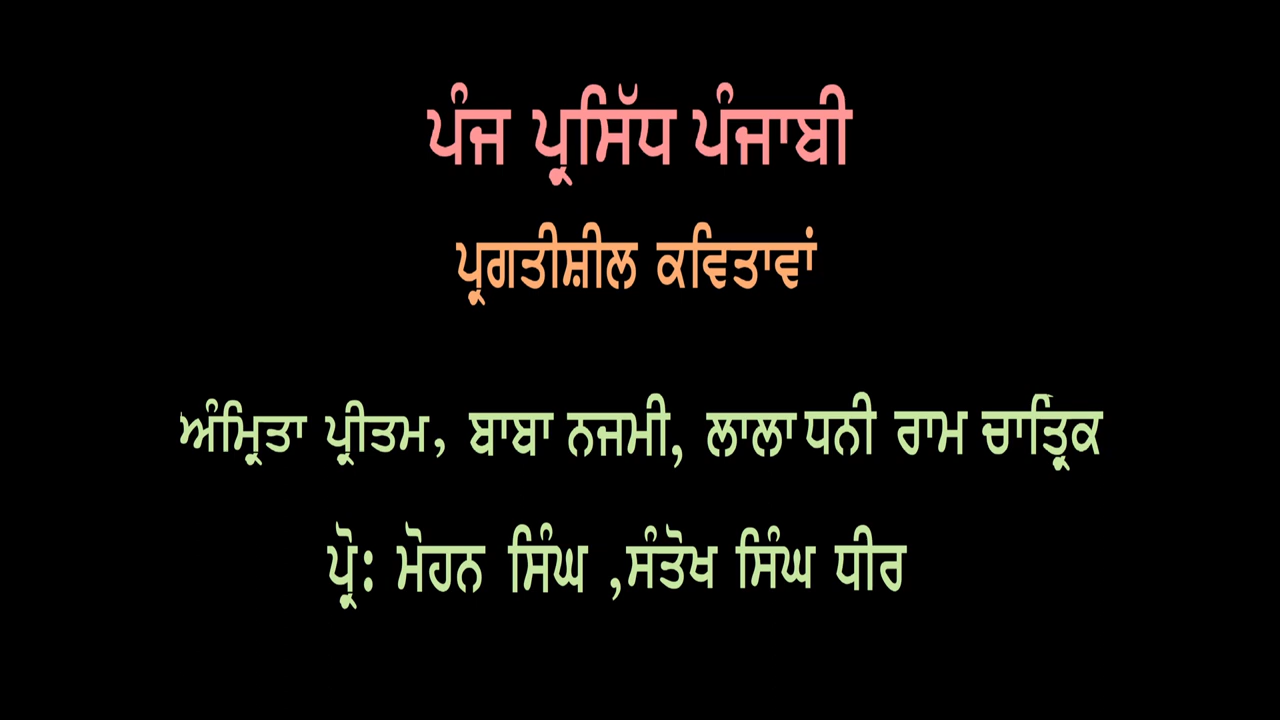 ਪੰਜ ਪ੍ਰਸਿੱਧ ਪੰਜਾਬੀ
ਪ੍ਰਗਤੀਸ਼ੀਲ ਕਵਿਤਾਵਾਂ
ਅੰਮ੍ਰਿਤਾ ਪ੍ਰੀਤਮ, ਬਾਬਾ ਨਜਮੀ, ਲਾਲਾ ਧਨੀ ਰਾਮ ਚਾਤ੍ਰਿਕ
ਪ੍ਰੋ: ਮੋਹਨ ਸਿੰਘ ,ਸੰਤੋਖ ਸਿੰਘ ਧੀਰ